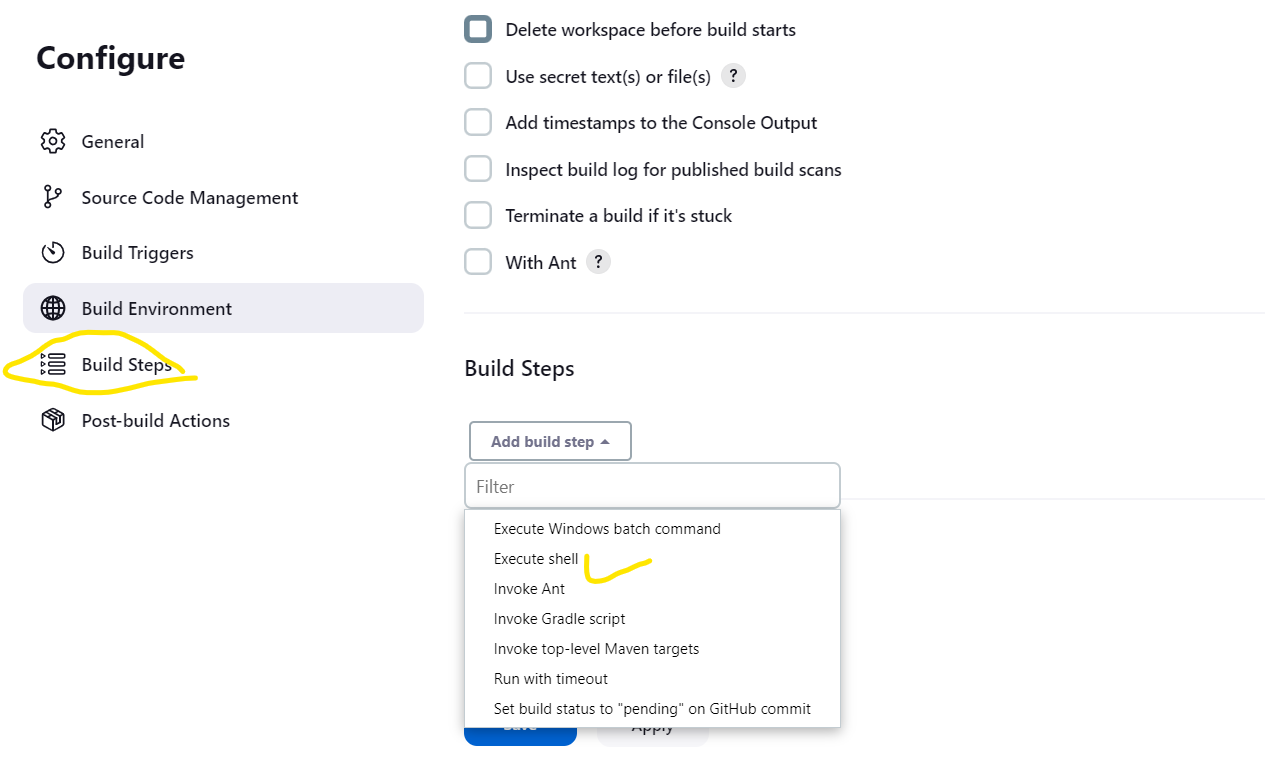 Configure
General
Source Code Management
Build Triggers
Build Environment
Build Steps
Post-build Actions
Delete workspace before build starts
Use secret text(s) or file(s) ?
Add timestamps to the Console Output
Inspect build log for published build scans
Terminate a build if it's stuck
With Ant ?
Build Steps
Add build step
Filter
Execute Windows batch command
Execute shell
Invoke Ant
Invoke Gradle script
Invoke top-level Maven targets
Run with timeout
Set build status to "pending" on GitHub commit
Save Apply